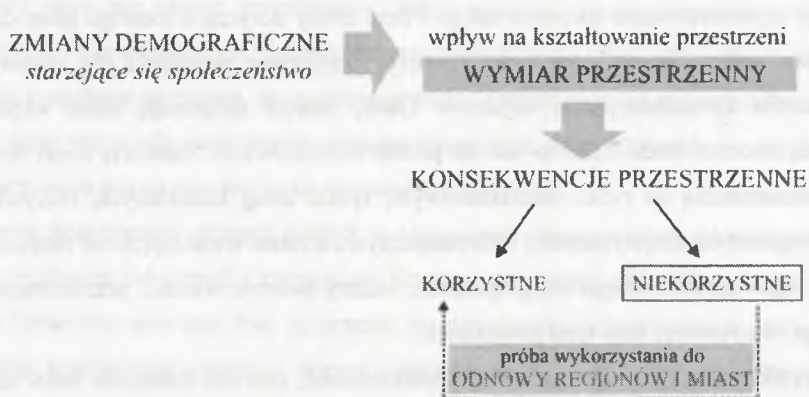 ZMIANY DEMOGRAFICZNE
starzejące się społeczeństwo
wpływ na kształtowanie przestrzeni
WYMIAR PRZESTRZENNY
KONSEKWENCJE PRZESTRZENNE
KORZYSTNE
NIEKORZYSTNE
próba wykorzystania do
ODNOWY REGIONÓW I MIAST